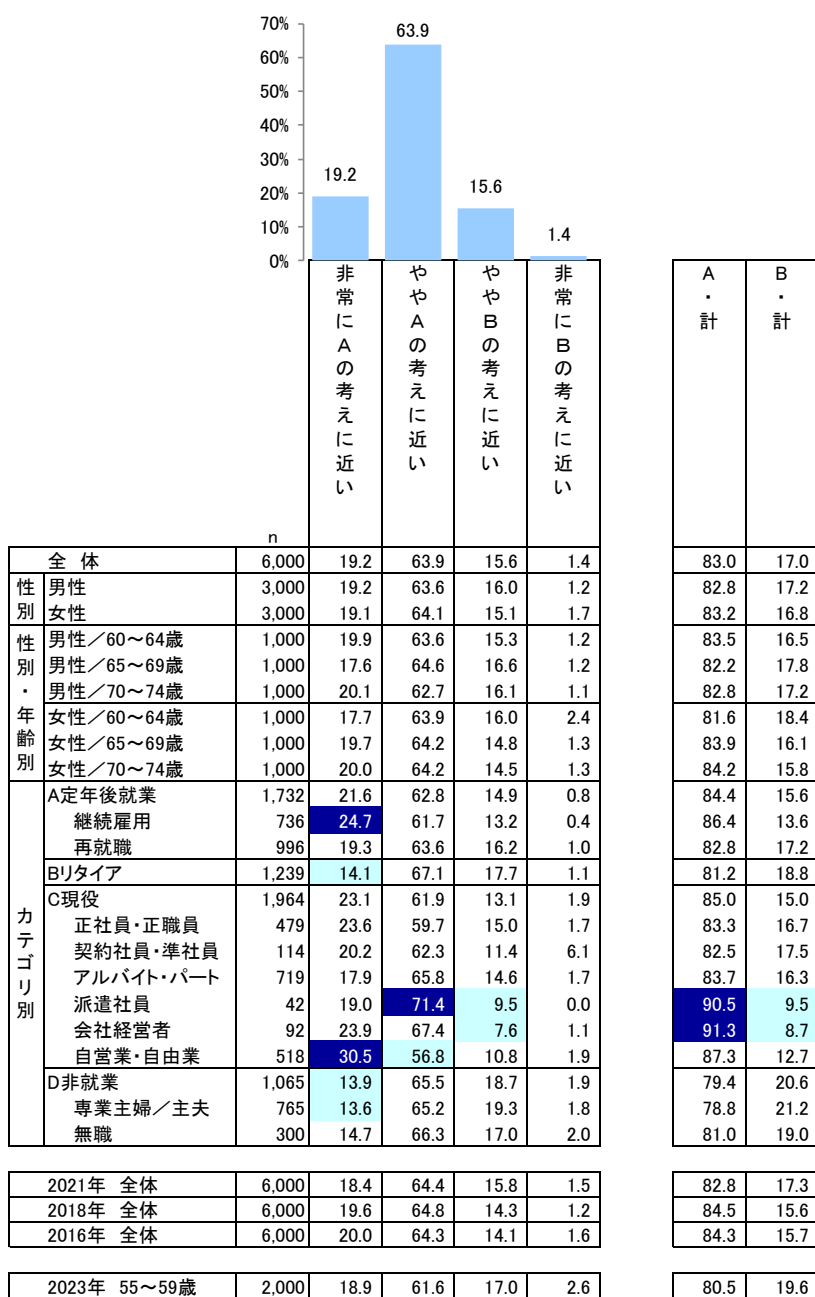 70%
60%
50%
40%
30%
20%
10%
0%
19.2
63.9
15.6
1.4
非常にAの考えに近い
ややAの考えに近い
ややBの考えに近い
非常にBの考えに近い
A・計
B・計
n
全 体 6,000 19.2 63.9 15.6 1.4 83.0 17.0
性別
男性 3,000 19.2 63.6 16.0 1.2 82.8 17.2
女性 3,000 19.1 64.1 15.1 1.7 83.2 16.8
性別・年齢別
男性／60～64歳 1,000 19.9 63.6 15.3 1.2 83.5 16.5
男性／65～69歳 1,000 17.6 64.6 16.6 1.2 82.2 17.8
男性／70～74歳 1,000 20.1 62.7 16.1 1.1 82.8 17.2
女性／60～64歳 1,000 17.7 63.9 16.0 2.4 81.6 18.4
女性／65～69歳 1,000 19.7 64.2 14.8 1.3 83.9 16.1
女性／70～74歳 1,000 20.0 64.2 14.5 1.3 84.2 15.8
カテゴリ別
A定年後就業 1,732 21.6 62.8 14.9 0.8 84.4 15.6
継続雇用 736 24.7 61.7 13.2 0.4 86.4 13.6
再就職 996 19.3 63.6 16.2 1.0 82.8 17.2
Bリタイア 1,239 14.1 67.1 17.7 1.1 81.2 18.8
C現役 1,964 23.1 61.9 13.1 1.9 85.0 15.0
正社員・正職員 479 23.6 59.7 15.0 1.7 83.3 16.7
契約社員・準社員 114 20.2 62.3 11.4 6.1 82.5 17.5
アルバイト・パート 719 17.9 65.8 14.6 1.7 83.7 16.3
派遣社員 42 19.0 71.4 9.5 0.0 90.5 9.5
会社経営者 92 23.9 67.4 7.6 1.1 91.3 8.7
自営業・自由業 518 30.5 56.8 10.8 1.9 87.3 12.7
D非就業 1,065 13.9 65.5 18.7 1.9 79.4 20.6
専業主婦／主夫 765 13.6 65.2 19.3 1.8 78.8 21.2
無職 300 14.7 66.3 17.0 2.0 81.0 19.0
2021年 全体 6,000 18.4 64.4 15.8 1.5 82.8 17.3
2018年 全体 6,000 19.6 64.8 14.3 1.2 84.5 15.6
2016年 全体 6,000 20.0 64.3 14.1 1.6 84.3 15.7
2023年 55～59歳 2,000 18.9 61.6 17.0 2.6 80.5 19.6